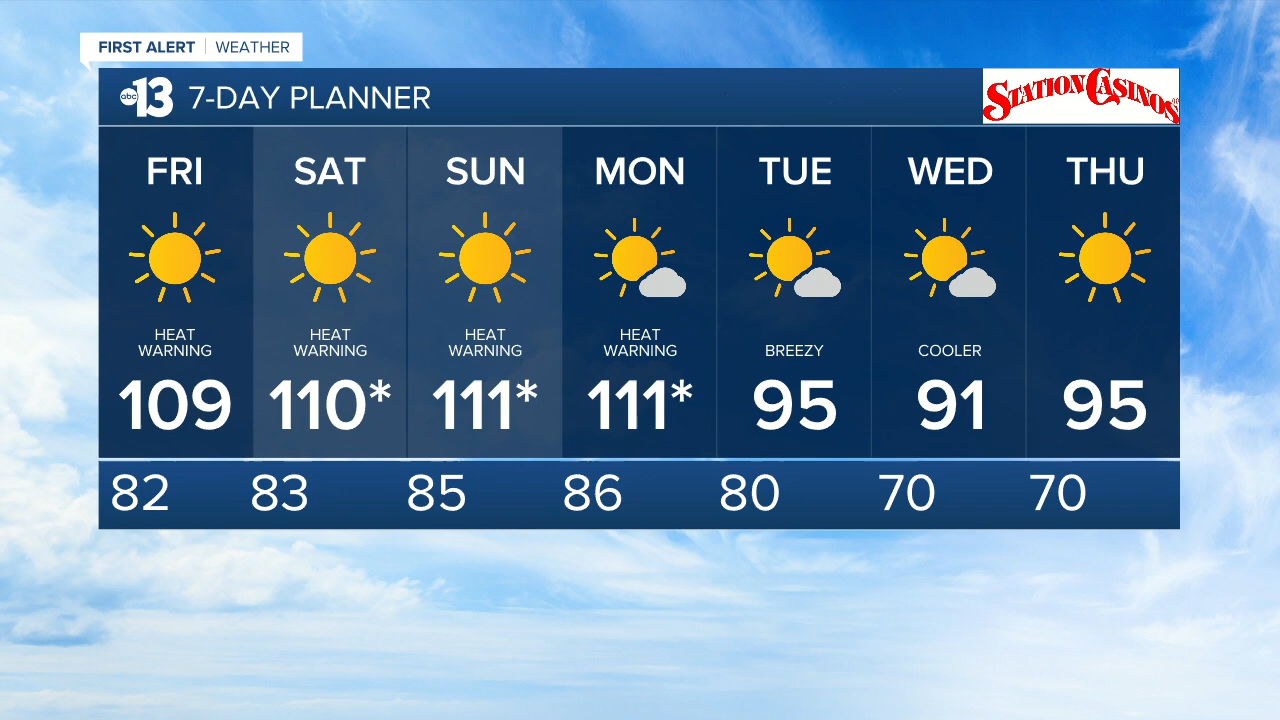 FIRST ALERT | WEATHER
abc 13 7-DAY PLANNER
STATION CASINOS
FRI SAT SUN MON TUE WED THU
HEAT HEAT HEAT HEAT
WARNING WARNING WARNING WARNING BREEZY COOLER
109 110* 111* 111* 95 91 95
82 83 85 86 80 70 70